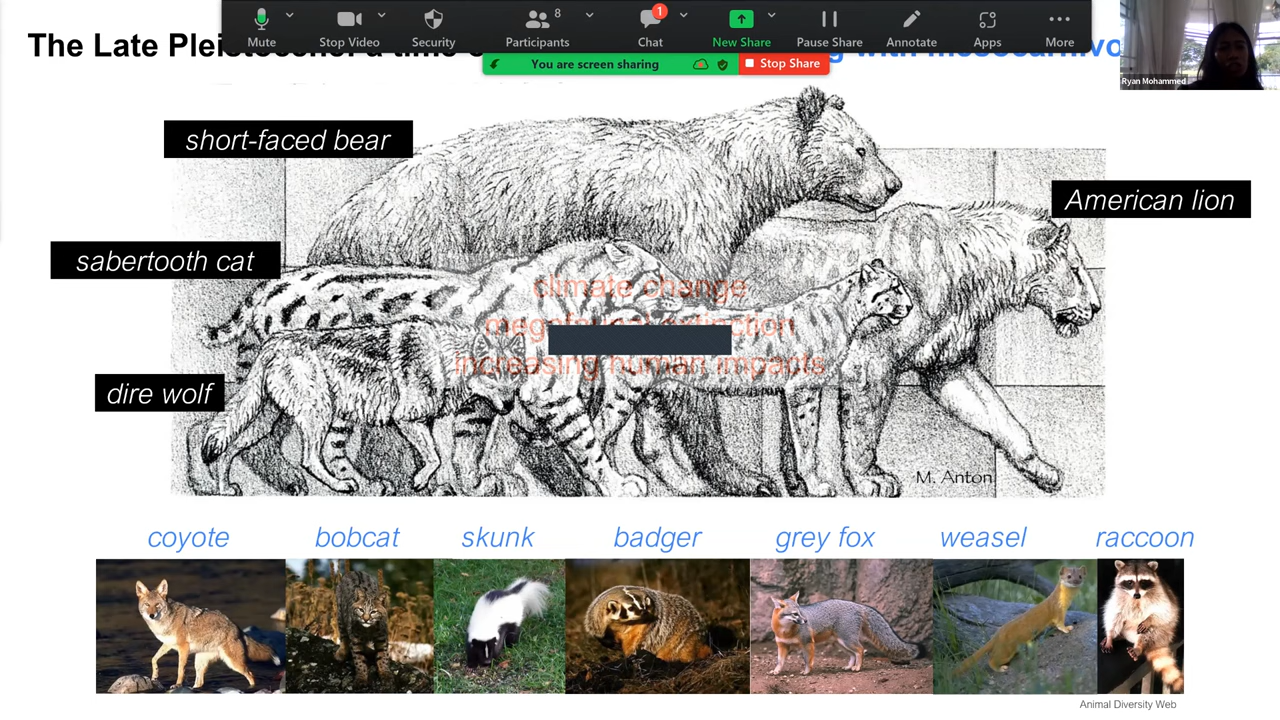 Mute
Stop Video
Security
8
Participants
1
Chat
New Share
Pause Share
Annotate
Apps
More
The Late
You are screen sharing
Stop Share
Ryan Mohammed
short-faced bear
American lion
sabertooth cat
climate change
increasing human impacts
dire wolf
M. Anton
coyote bobcat skunk badger grey fox weasel raccoon
Animal Diversity Web